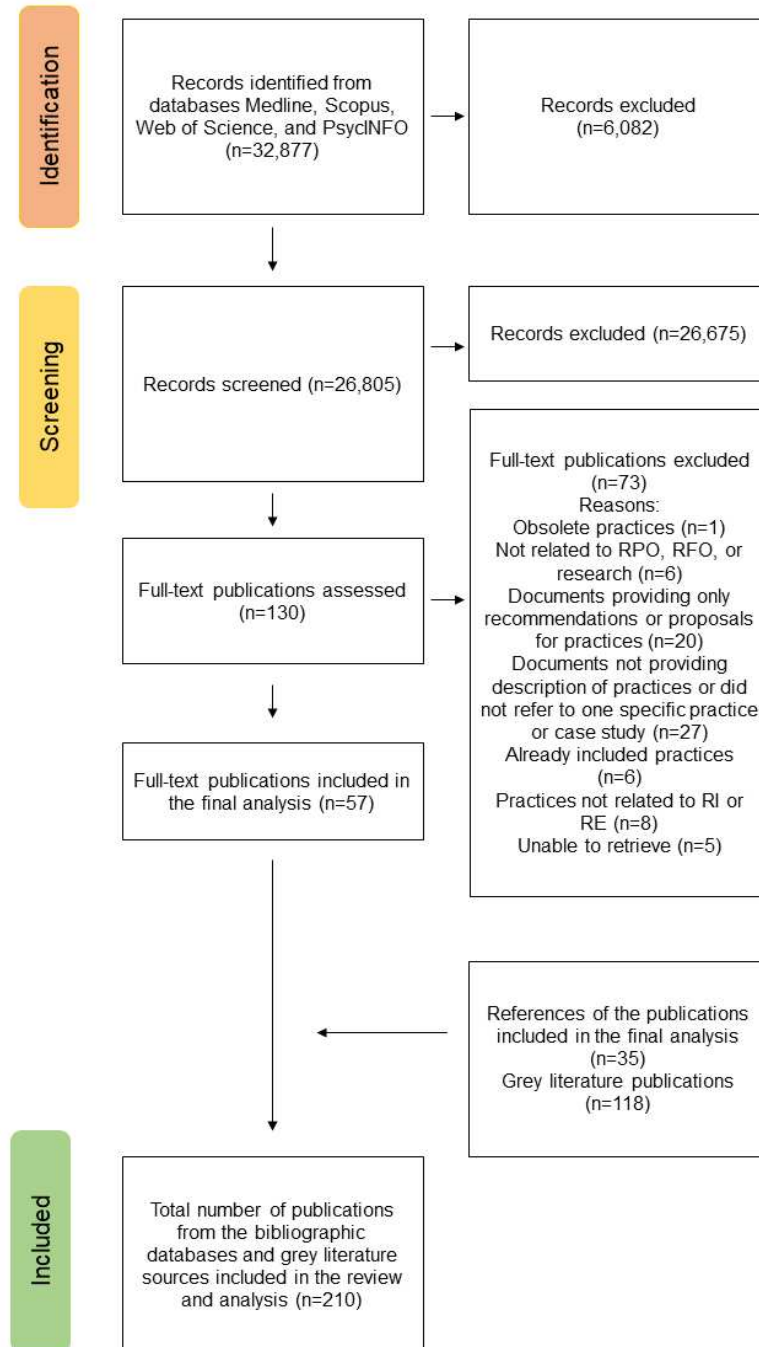 Identification
Records identified from
databases Medline, Scopus,
Web of Science, and PsycINFO
(n=32,877)
Records excluded
(n=6,082)
Screening
Records screened (n=26,805)
Records excluded (n=26,675)
Full-text publications assessed
(n=130)
Full-text publications excluded
(n=73)
Reasons:
Obsolete practices (n=1)
Not related to RPO, RFO, or
research (n=6)
Documents providing only
recommendations or proposals
for practices (n=20)
Documents not providing
description of practices or did
not refer to one specific practice
or case study (n=27)
Already included practices
(n=6)
Practices not related to RI or
RE (n=8)
Unable to retrieve (n=5)
Full-text publications included in
the final analysis (n=57)
References of the publications
included in the final analysis
(n=35)
Grey literature publications
(n=118)
Included
Total number of publications
from the bibliographic
databases and grey literature
sources included in the review
and analysis (n=210)